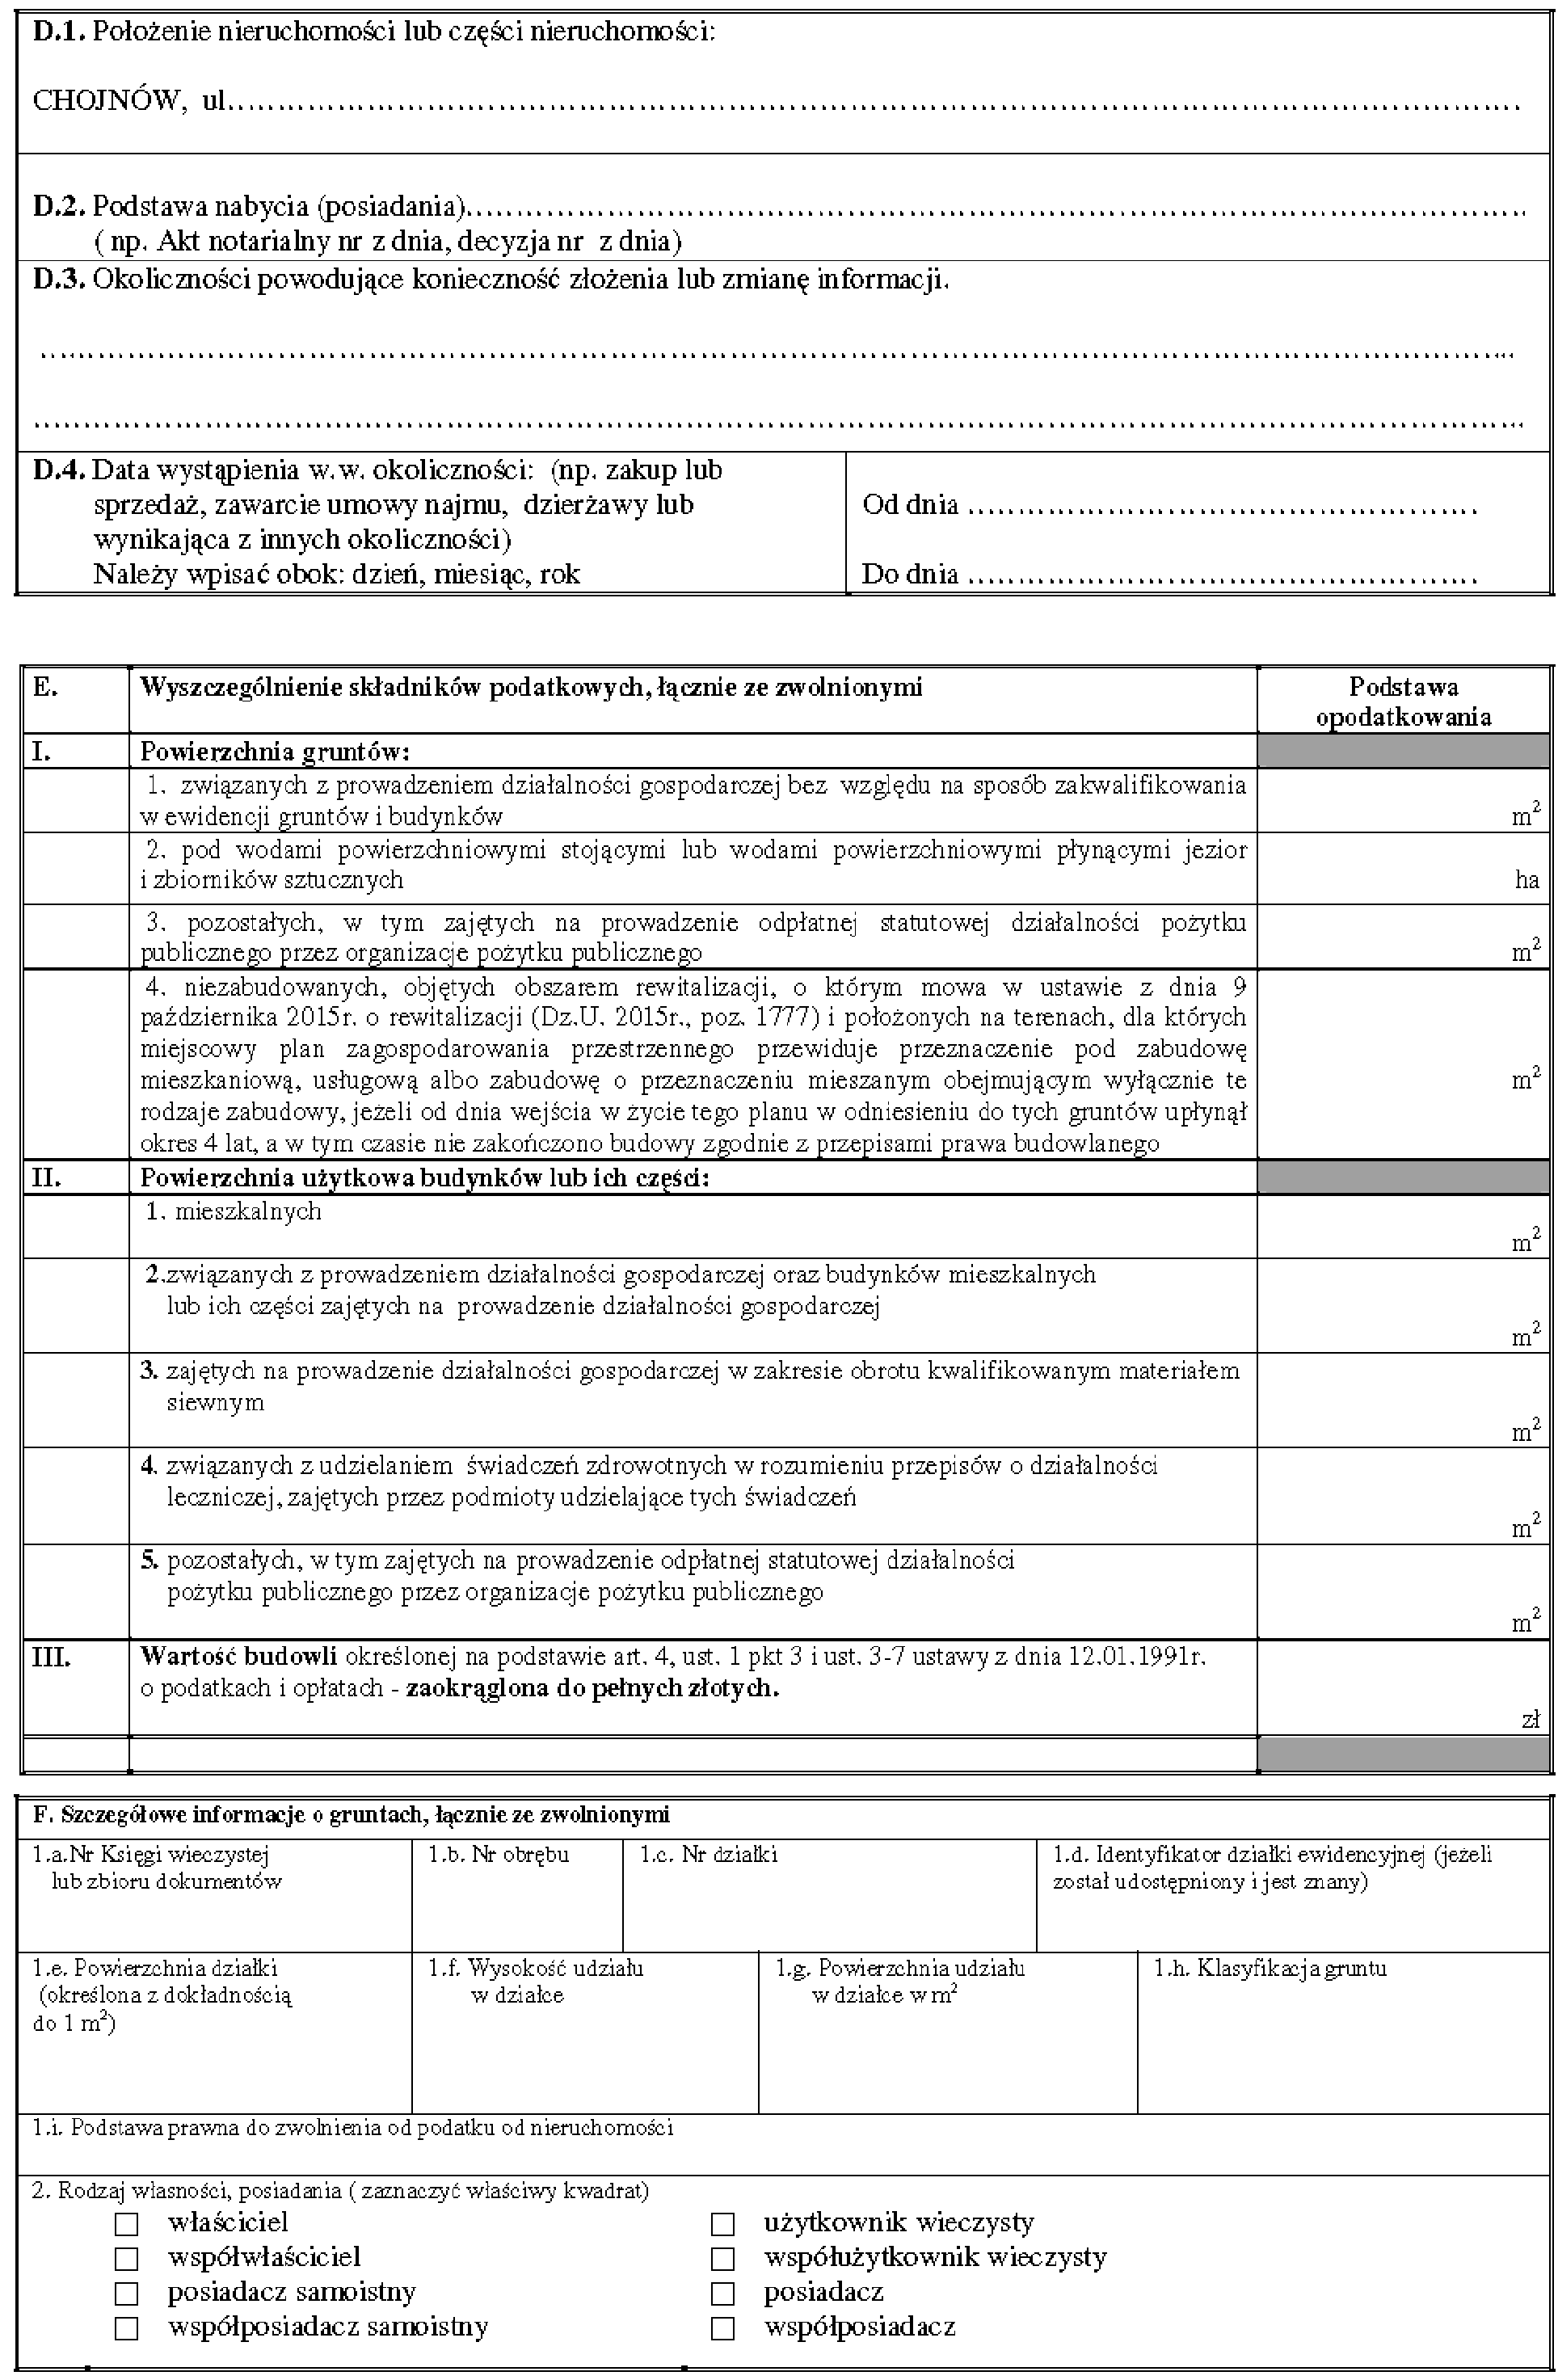 D.1. Położenie nieruchomości lub części nieruchomości:
CHOJNÓW, ul..........................................................................................................................................
D.2. Podstawa nabycia (posiadania)...............................................................................................................
( np. Akt notarialny nr z dnia, decyzja nr z dnia)
D.3. Okoliczności powodujące konieczność złożenia lub zmianę informacji.
..........................................................................................................................................................
..........................................................................................................................................................
D.4. Data wystąpienia w.w. okoliczności: (np. zakup lub
sprzedaż, zawarcie umowy najmu, dzierżawy lub
wynikająca z innych okoliczności)
Należy wpisać obok: dzień, miesiąc, rok
Od dnia ......................................................
Do dnia ......................................................
E. Wyszczególnienie składników podatkowych, łącznie ze zwolnionymi
Podstawa
opodatkowania
I. Powierzchnia gruntów:
1. związanych z prowadzeniem działalności gospodarczej bez względu na sposób zakwalifikowania
w ewidencji gruntów i budynków
m²
2. pod wodami powierzchniowymi stojącymi lub wodami powierzchniowymi płynącymi jezior
i zbiorników sztucznych
ha
3. pozostałych, w tym zajętych na prowadzenie odpłatnej statutowej działalności pożytku
publicznego przez organizacje pożytku publicznego
m²
4. niezabudowanych, objętych obszarem rewitalizacji, o którym mowa w ustawie z dnia 9
października 2015r. o rewitalizacji (Dz.U. 2015r., poz. 1777) i położonych na terenach, dla których
miejscowy plan zagospodarowania przestrzennego przewiduje przeznaczenie pod zabudowę
mieszkaniową, usługową albo zabudowę o przeznaczeniu mieszanym obejmującym wyłącznie te
rodzaje zabudowy, jeżeli od dnia wejścia w życie tego planu w odniesieniu do tych gruntów upłynął
okres 4 lat, a w tym czasie nie zakończono budowy zgodnie z przepisami prawa budowlanego
m²
II. Powierzchnia użytkowa budynków lub ich części:
1. mieszkalnych
m²
2.związanych z prowadzeniem działalności gospodarczej oraz budynków mieszkalnych
lub ich części zajętych na prowadzenie działalności gospodarczej
m²
3. zajętych na prowadzenie działalności gospodarczej w zakresie obrotu kwalifikowanym materiałem
siewnym
m²
4. związanych z udzielaniem świadczeń zdrowotnych w rozumieniu przepisów o działalności
leczniczej, zajętych przez podmioty udzielające tych świadczeń
m²
5. pozostałych, w tym zajętych na prowadzenie odpłatnej statutowej działalności
pożytku publicznego przez organizacje pożytku publicznego
m²
III. Wartość budowli określonej na podstawie art. 4, ust. 1 pkt 3 i ust. 3-7 ustawy z dnia 12.01.1991r.
o podatkach i opłatach - zaokrąglona do pełnych złotych.
zł
F. Szczegółowe informacje o gruntach, łącznie ze zwolnionymi
1.a.Nr Księgi wieczystej
lub zbioru dokumentów
1.b. Nr obrębu
1.c. Nr działki
1.d. Identyfikator działki ewidencyjnej (jeżeli
został udostępniony i jest znany)
1.e. Powierzchnia działki
(określona z dokładnością
do 1 m²)
1.f. Wysokość udziału
w działce
1.g. Powierzchnia udziału
w działce w m²
1.h. Klasyfikacja gruntu
1.i. Podstawa prawna do zwolnienia od podatku od nieruchomości
2. Rodzaj własności, posiadania ( zaznaczyć właściwy kwadrat)
☐ właściciel ☐ użytkownik wieczysty
☐ współwłaściciel ☐ współużytkownik wieczysty
☐ posiadacz samoistny ☐ posiadacz
☐ współposiadacz samoistny ☐ współposiadacz